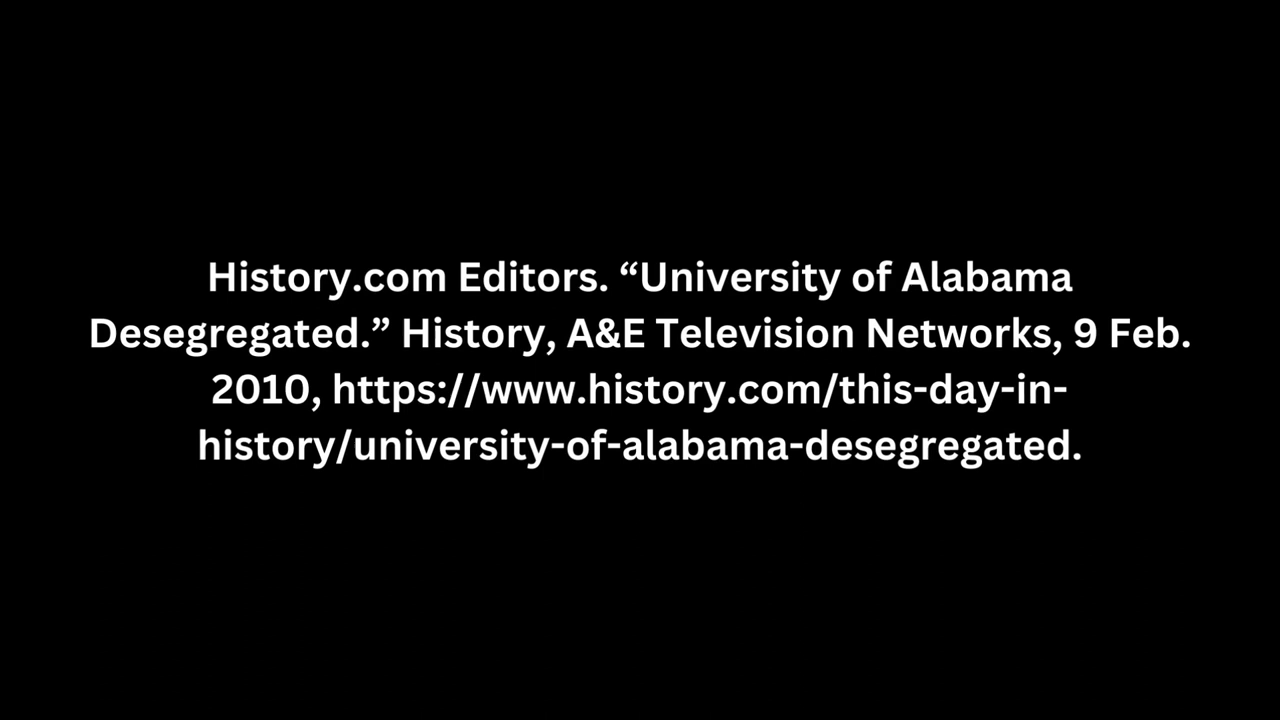 History.com Editors. “University of Alabama
Desegregated.” History, A&E Television Networks, 9 Feb.
2010, https://www.history.com/this-day-in-
history/university-of-alabama-desegregated.